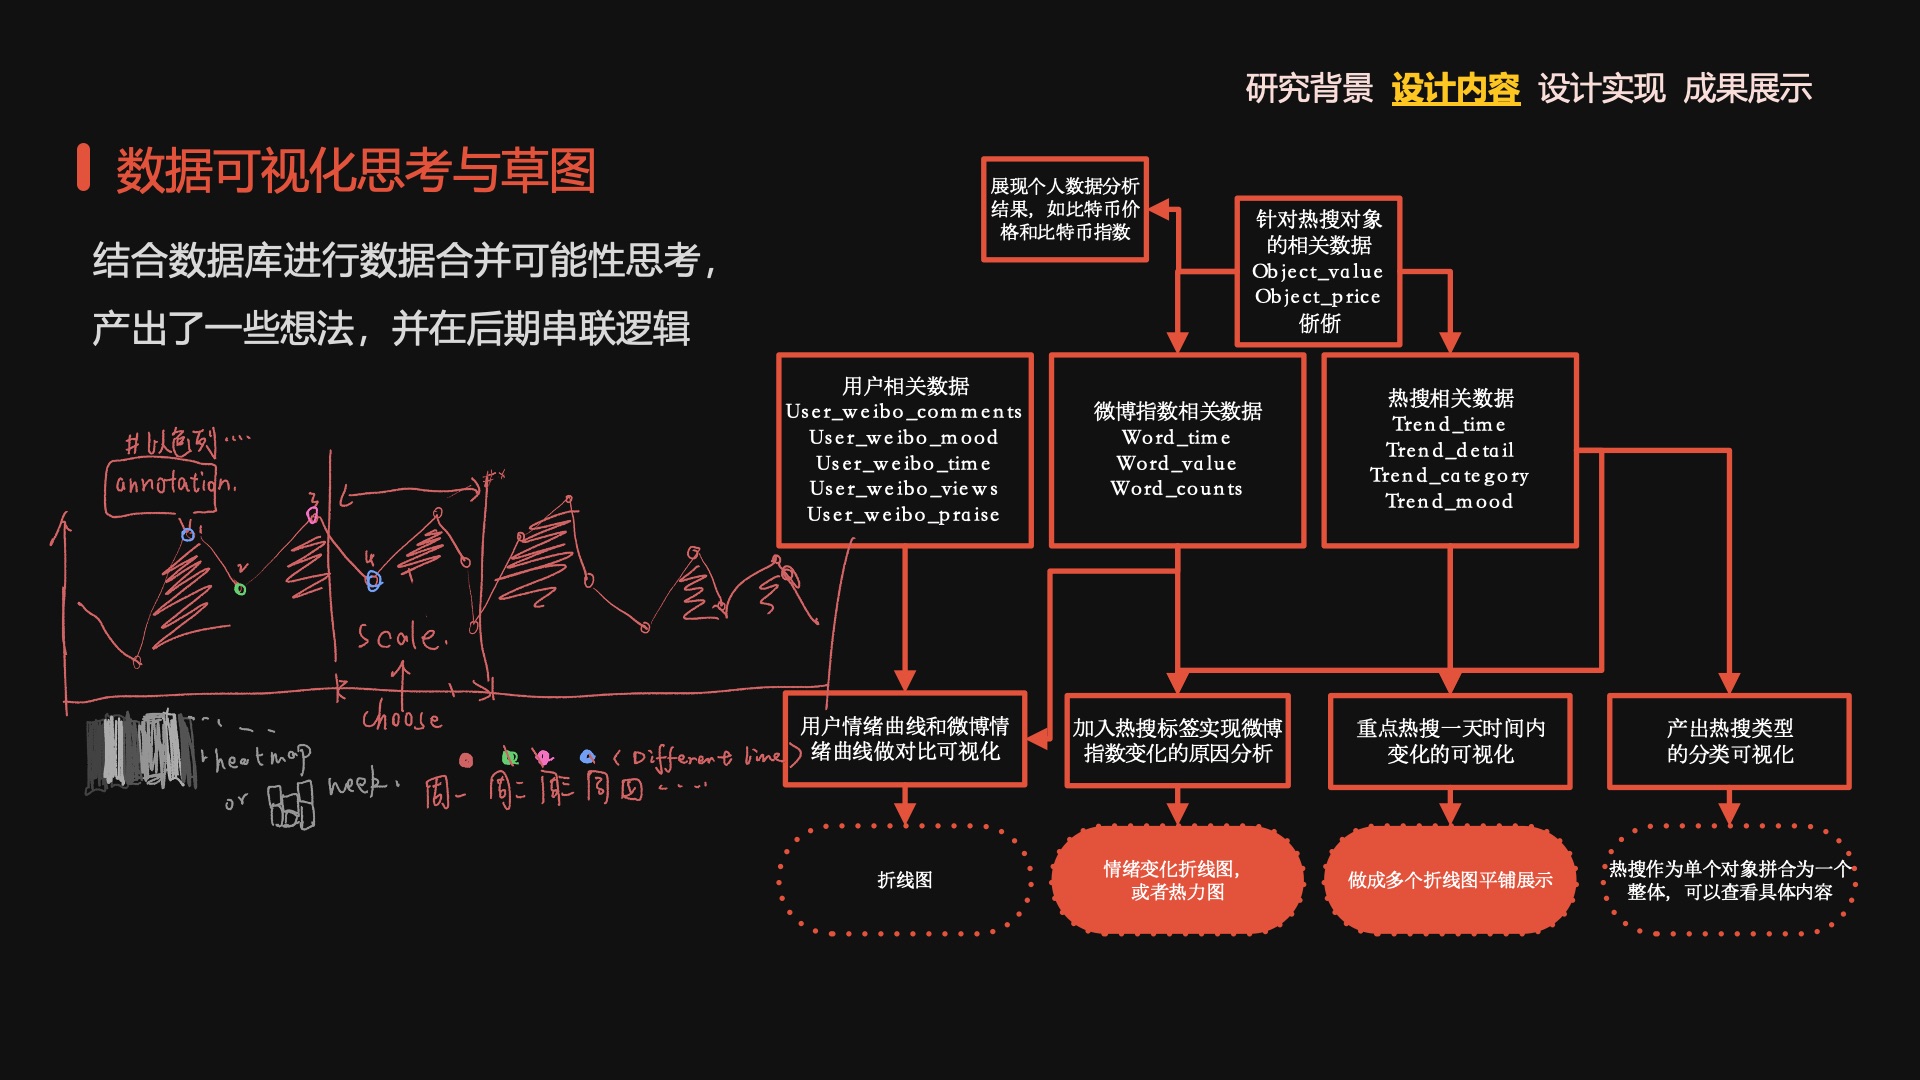 研究背景 设计内容 设计实现 成果展示
数据可视化思考与草图
结合数据库进行数据合并可能性思考，
产出了一些想法，并在后期串联逻辑
展现个人数据分析
结果，如比特币价
格和比特币指数
针对热搜对象
的相关数据
Object_value
Object_price
用户相关数据
User_weibo_comments
User_weibo_mood
User_weibo_time
User_weibo_views
User_weibo_praise
微博指数相关数据
Word_time
Word_value
Word_counts
热搜相关数据
Trend_time
Trend_detail
Trend_category
Trend_mood
用户情绪曲线和微博情
绪曲线做对比可视化
加入热搜标签实现微博
指数变化的原因分析
重点热搜一天时间内
变化的可视化
产出热搜类型
的分类可视化
折线图
情绪变化折线图，
或者热力图
做成多个折线图平铺展示
热搜作为单个对象拼合为一个
整体，可以查看具体内容
#以色列····
annotation.
1
2
3
4
#*
scale.
choose
heatmap
or
week.
(Different line)
周一 周二 周三 周四 ····